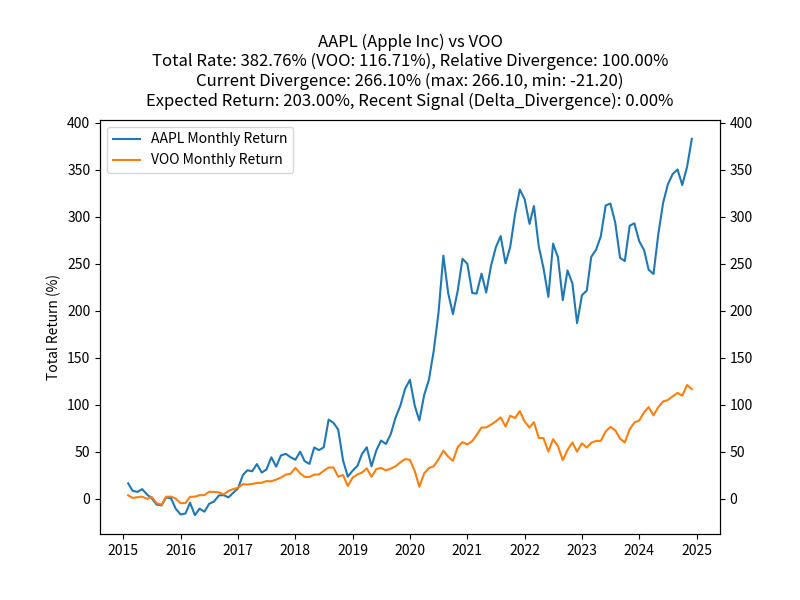 AAPL (Apple Inc) vs VOO
Total Rate: 382.76% (VOO: 116.71%), Relative Divergence: 100.00%
Current Divergence: 266.10% (max: 266.10, min: -21.20)
Expected Return: 203.00%, Recent Signal (Delta_Divergence): 0.00%
AAPL Monthly Return
VOO Monthly Return
Total Return (%)
400
350
300
250
200
150
100
50
0
400
350
300
250
200
150
100
50
0
2015 2016 2017 2018 2019 2020 2021 2022 2023 2024 2025